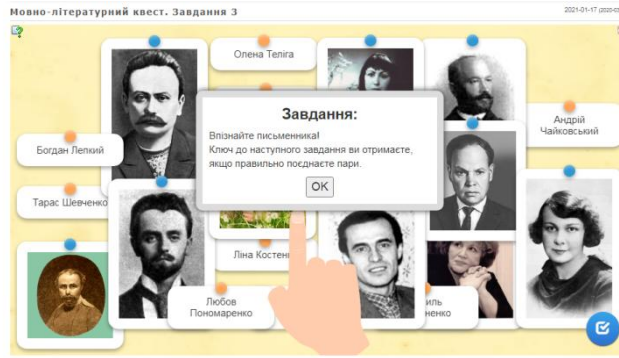 Мовно-літературний квест. Завдання 3
2021-01-17
Олена Теліга
Завдання:
Впізнайте письменника!
Ключ до наступного завдання ви отримаєте,
якщо правильно поєднаєте пари.
OK
Андрій
Чайковський
Богдан Лепкий
Тарас Шевченко
Ліна Костенко
Любов
Пономаренко